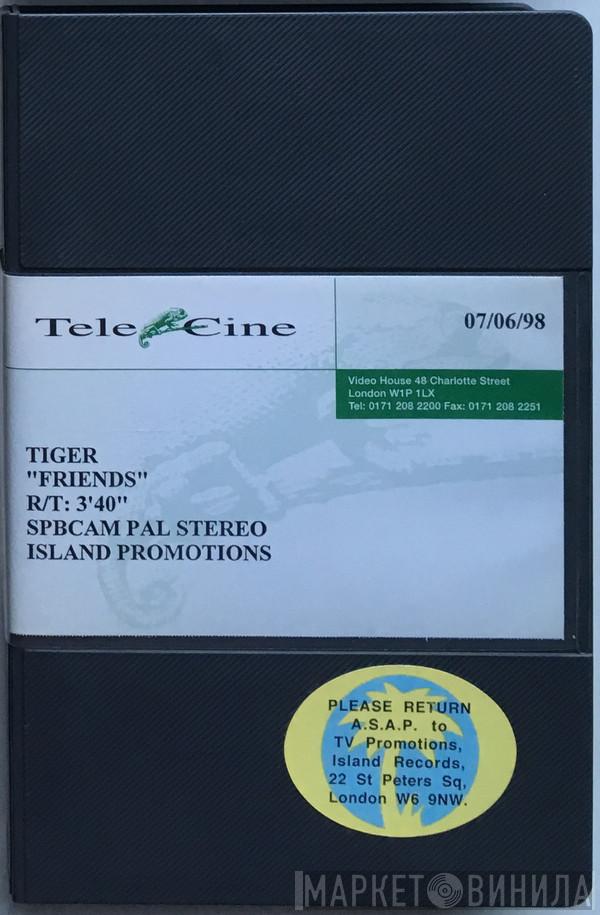 Tele Cine
07/06/98
Video House 48 Charlotte Street
London W1P 1LX
Tel: 0171 208 2200 Fax: 0171 208 2251
TIGER
"FRIENDS"
R/T: 3'40"
SPBCAM PAL STEREO
ISLAND PROMOTIONS
PLEASE RETURN
A.S.A.P. to
TV Promotions,
Island Records,
22 St Peters Sq,
London W6 9NW.
МАРКЕТ ВИНИЛА